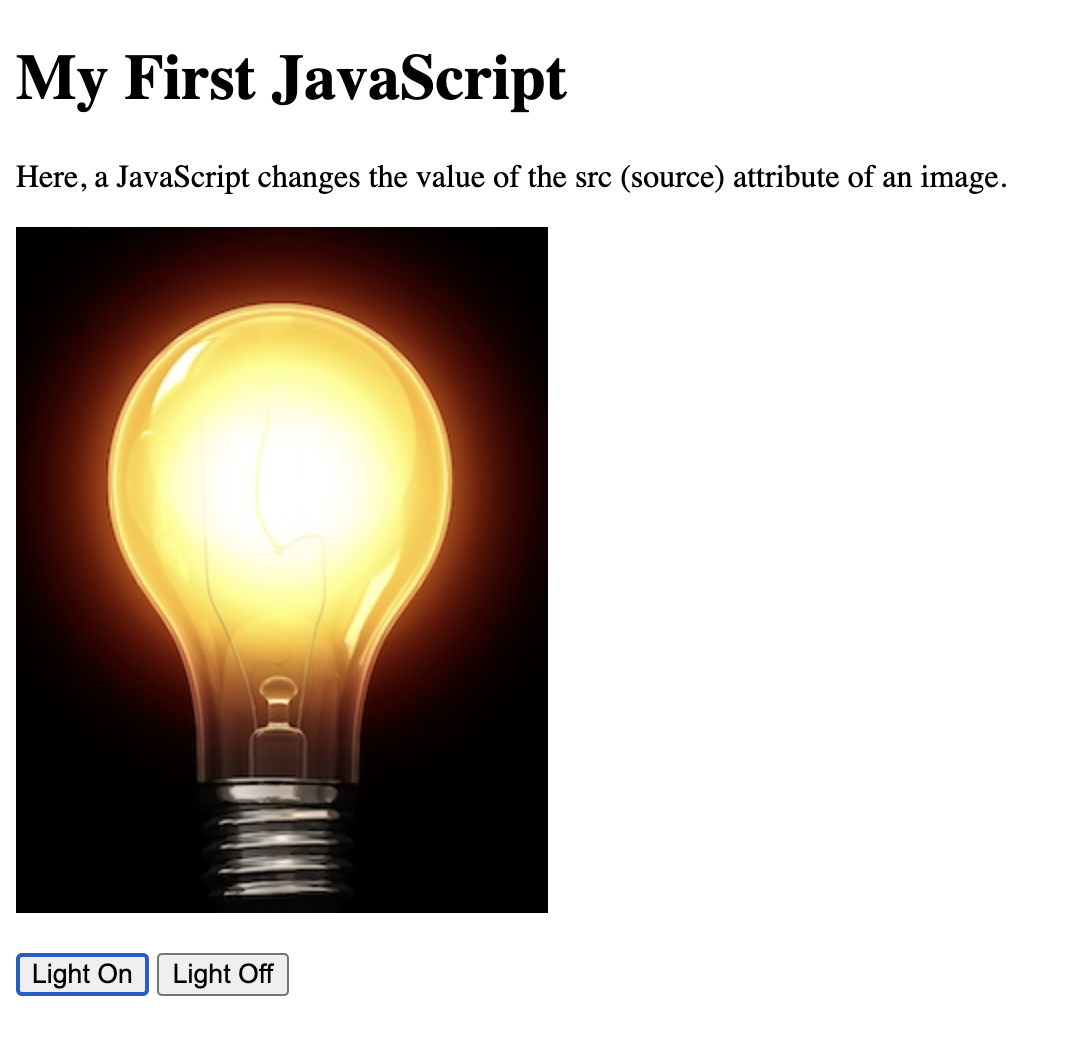 My First JavaScript
Here, a JavaScript changes the value of the src (source) attribute of an image.
Light On Light Off